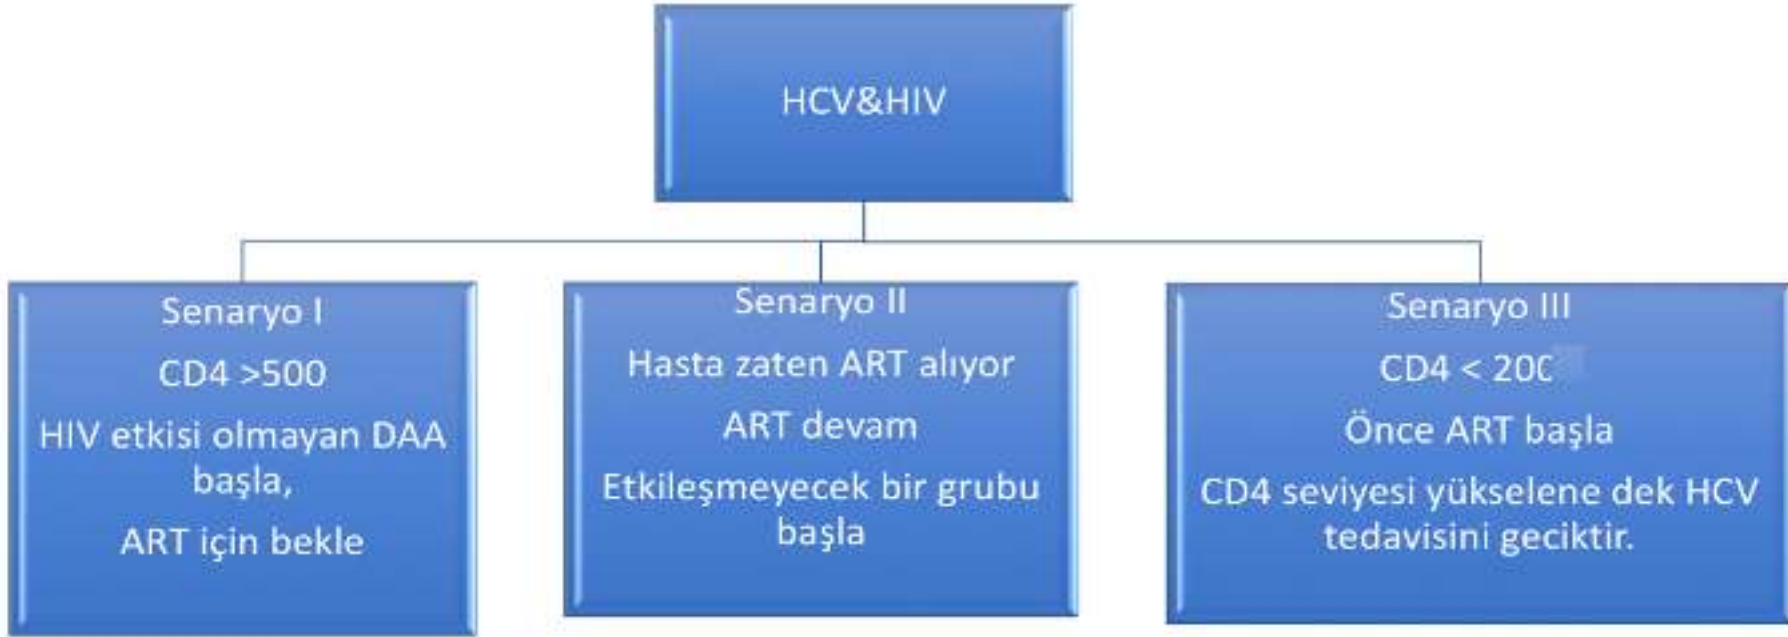 HCV&HIV
Senaryo I
CD4 >500
HIV etkisi olmayan DAA
başla,
ART için bekle
Senaryo II
Hasta zaten ART alıyor
ART devam
Etkileşmeyecek bir grubu
başla
Senaryo III
CD4 < 200
Önce ART başla
CD4 seviyesi yükselene dek HCV
tedavisini geciktir.